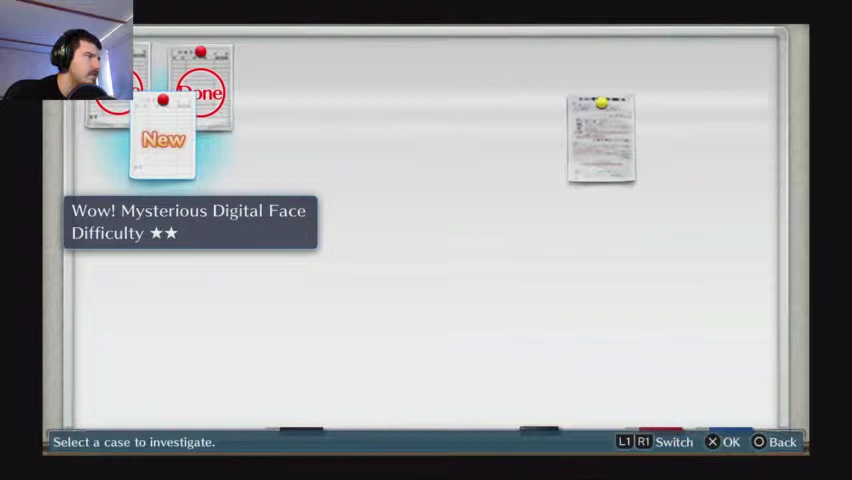 Done
New
Wow! Mysterious Digital Face
Difficulty ★★
Select a case to investigate.
L1 R1 Switch
OK
Back